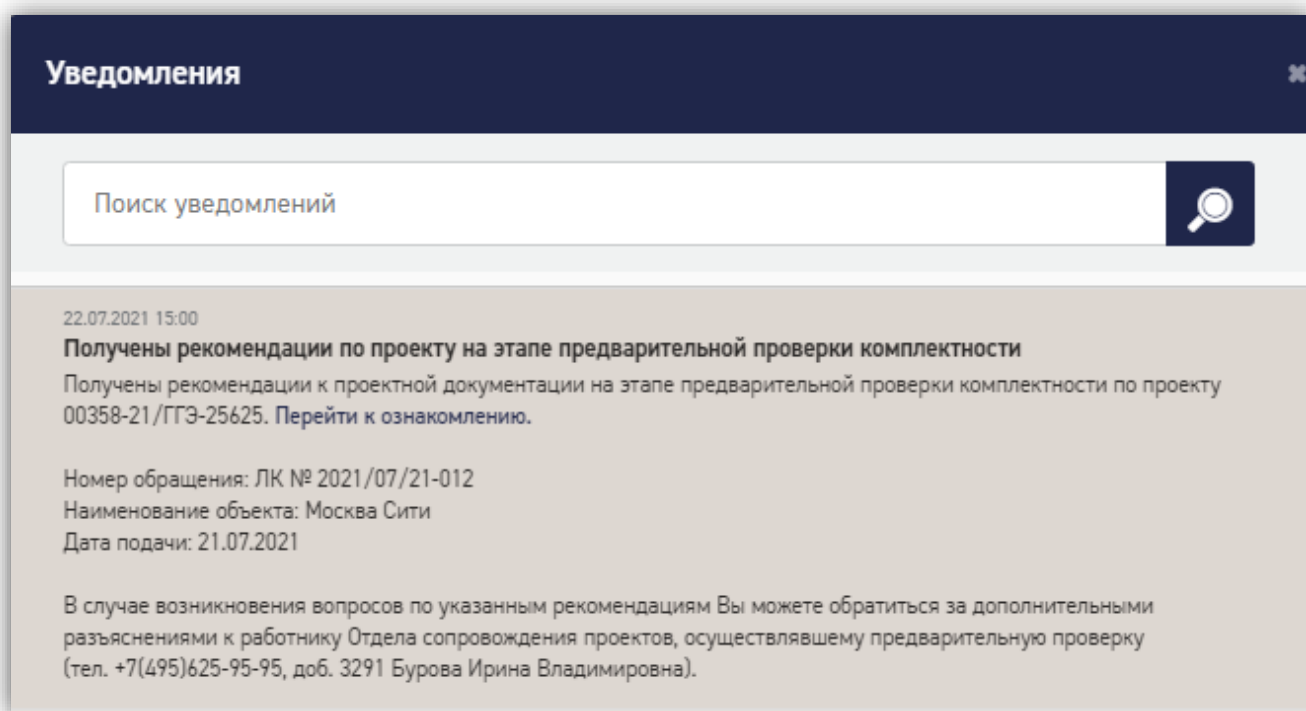 Уведомления
Поиск уведомлений
22.07.2021 15:00
Получены рекомендации по проекту на этапе предварительной проверки комплектности
Получены рекомендации к проектной документации на этапе предварительной проверки комплектности по проекту
00358-21/ГГЭ-25625. Перейти к ознакомлению.
Номер обращения: ЛК № 2021/07/21-012
Наименование объекта: Москва Сити
Дата подачи: 21.07.2021
В случае возникновения вопросов по указанным рекомендациям Вы можете обратиться за дополнительными
разъяснениями к работнику Отдела сопровождения проектов, осуществлявшему предварительную проверку
(тел. +7(495)625-95-95, доб. 3291 Бурова Ирина Владимировна).